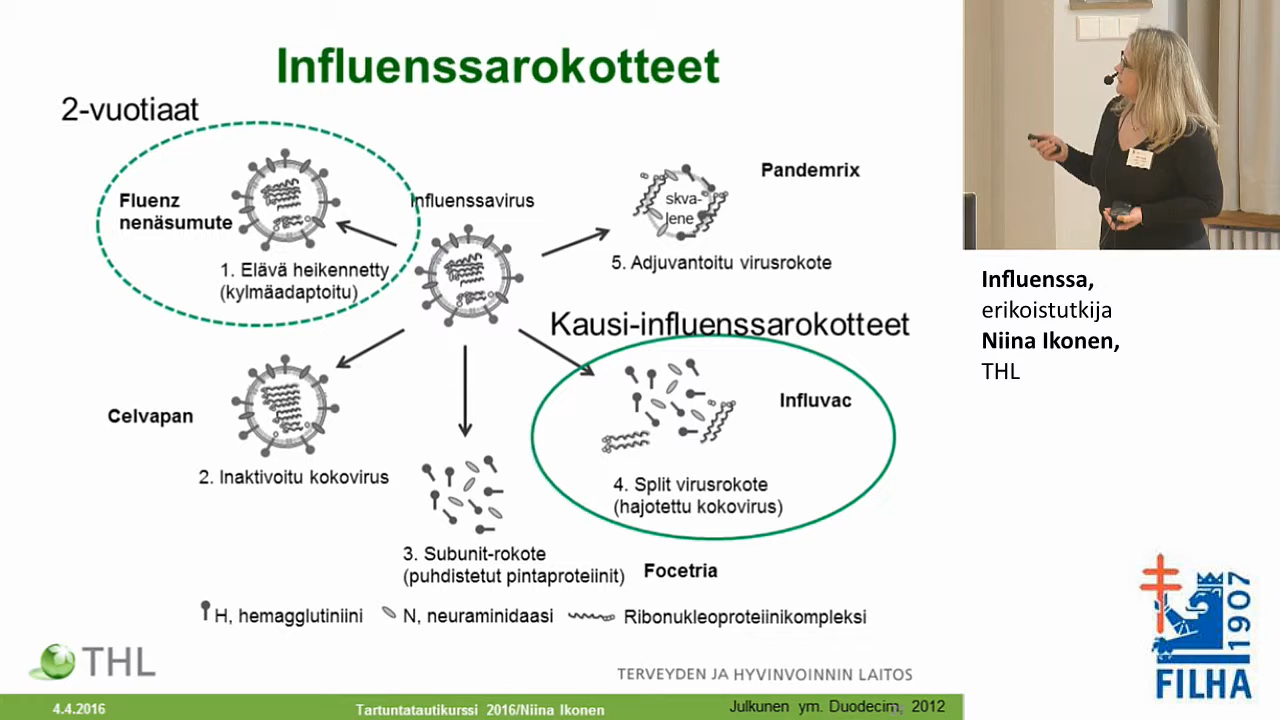 Influenssarokotteet
2-vuotiaat
Fluenz
nenäsumute
1. Elävä heikennetty
(kylmäadaptoitu)
Influenssavirus
skva-
lene
Pandemrix
5. Adjuvantoitu virusrokote
Kausi-influenssarokotteet
Celvapan
2. Inaktivoitu kokovirus
Influvac
4. Split virusrokote
(hajotettu kokovirus)
3. Subunit-rokote
(puhdistetut pintaproteiinit)
Focetria
H, hemagglutiniini N, neuraminidaasi Ribonukleoproteiinikompleksi
THL
TERVEYDEN JA HYVINVOINNIN LAITOS
4.4.2016 Tartuntatautikurssi 2016/Niina Ikonen Julkunen ym. Duodecim, 2012
Influenssa,
erikoistutkija
Niina Ikonen,
THL
1907
FILHA